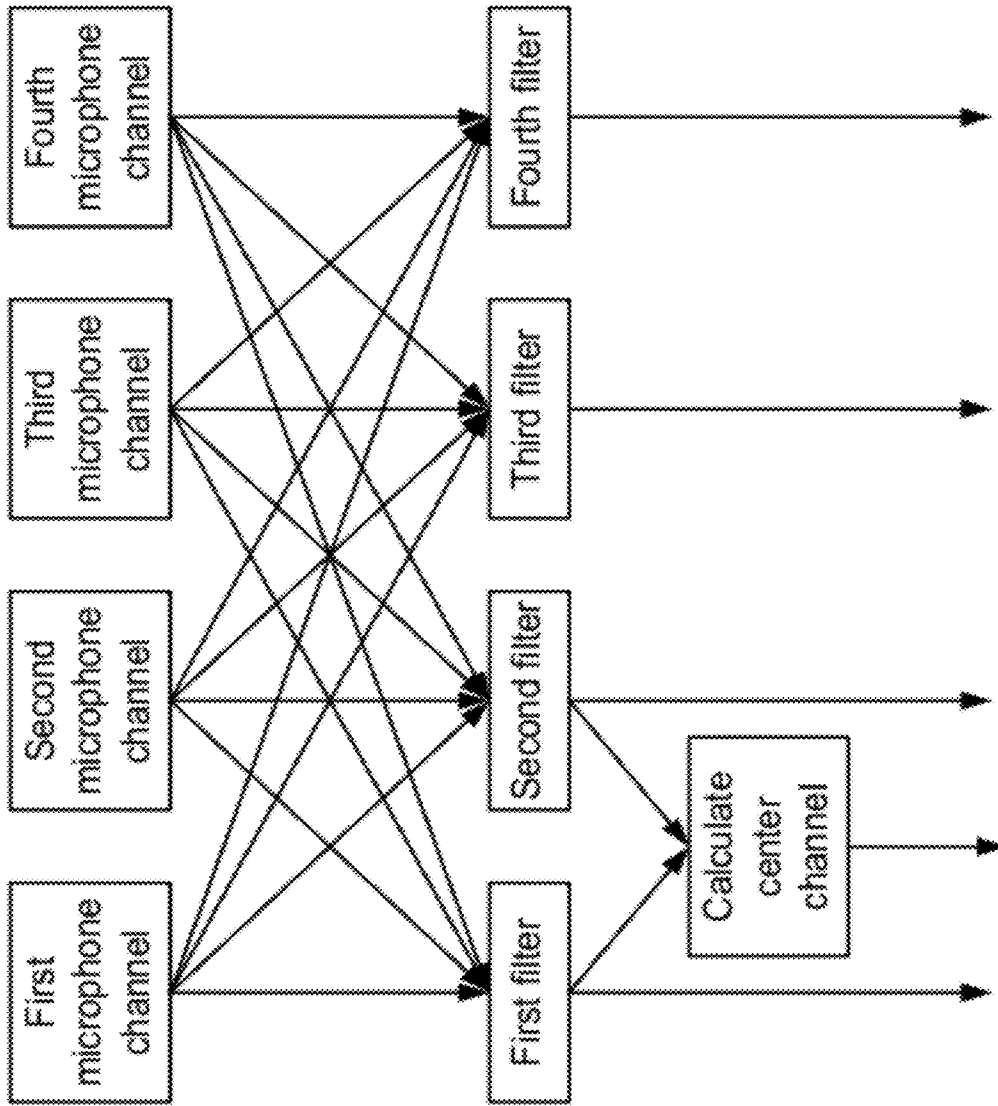 First
microphone
channel
Second
microphone
channel
Third
microphone
channel
Fourth
microphone
channel
First filter
Second filter
Third filter
Fourth filter
Calculate
center
channel